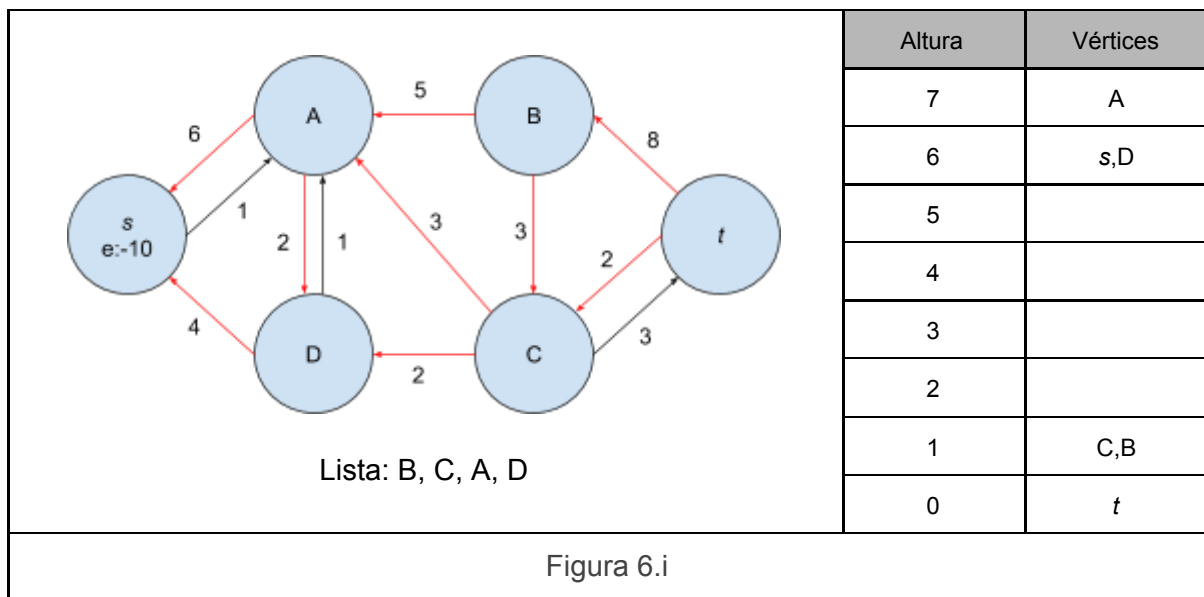 Altura Vértices
7 A
6 s,D
5
4
3
2
1 C,B
0 t
A
B
s
e:-10
t
D
C
5
6
8
1
2
1
3
3
2
4
2
3
Lista: B, C, A, D
Figura 6.i